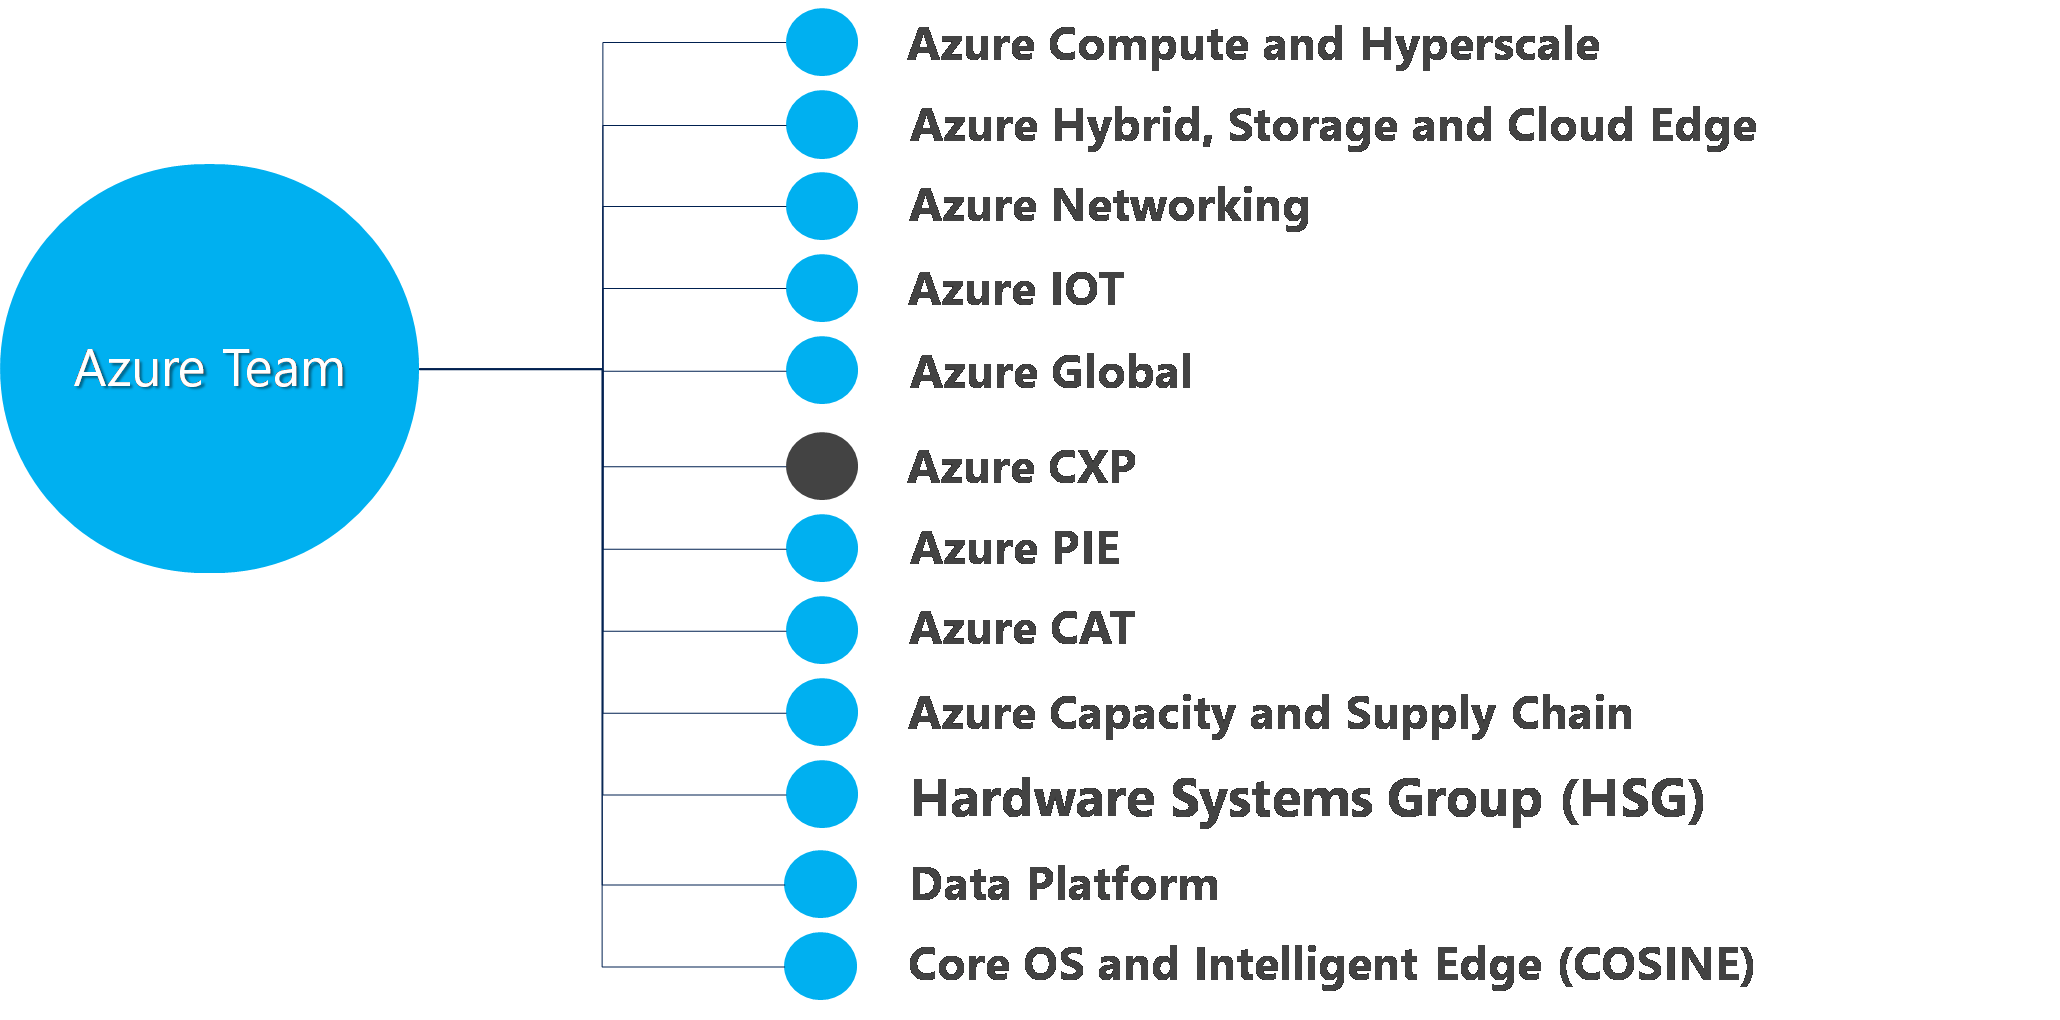 Azure Team
Azure Compute and Hyperscale
Azure Hybrid, Storage and Cloud Edge
Azure Networking
Azure IOT
Azure Global
Azure CXP
Azure PIE
Azure CAT
Azure Capacity and Supply Chain
Hardware Systems Group (HSG)
Data Platform
Core OS and Intelligent Edge (COSINE)